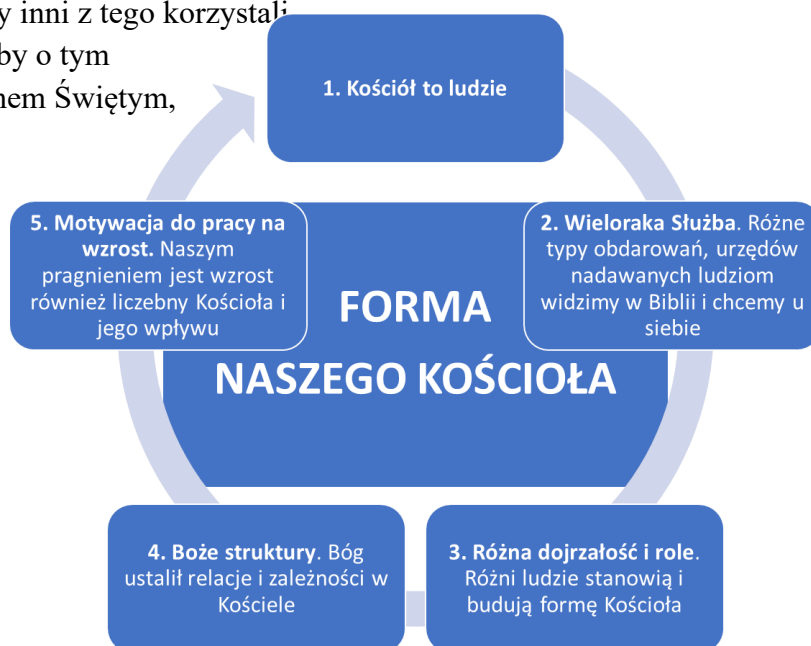 y inni z tego korzystali
by o tym
nem Świętym,
1. Kościół to ludzie
2. Wieloraka Służba. Różne
typy obdarowań, urzędów
nadawanych ludziom
widzimy w Biblii i chcemy u
siebie
3. Różna dojrzałość i role.
Różni ludzie stanowią i
budują formę Kościoła
4. Boże struktury. Bóg
ustalił relacje i zależności w
Kościele
5. Motywacja do pracy na
wzrost. Naszym
pragnieniem jest wzrost
również liczebny Kościoła i
jego wpływu
FORMA
NASZEGO KOŚCIOŁA